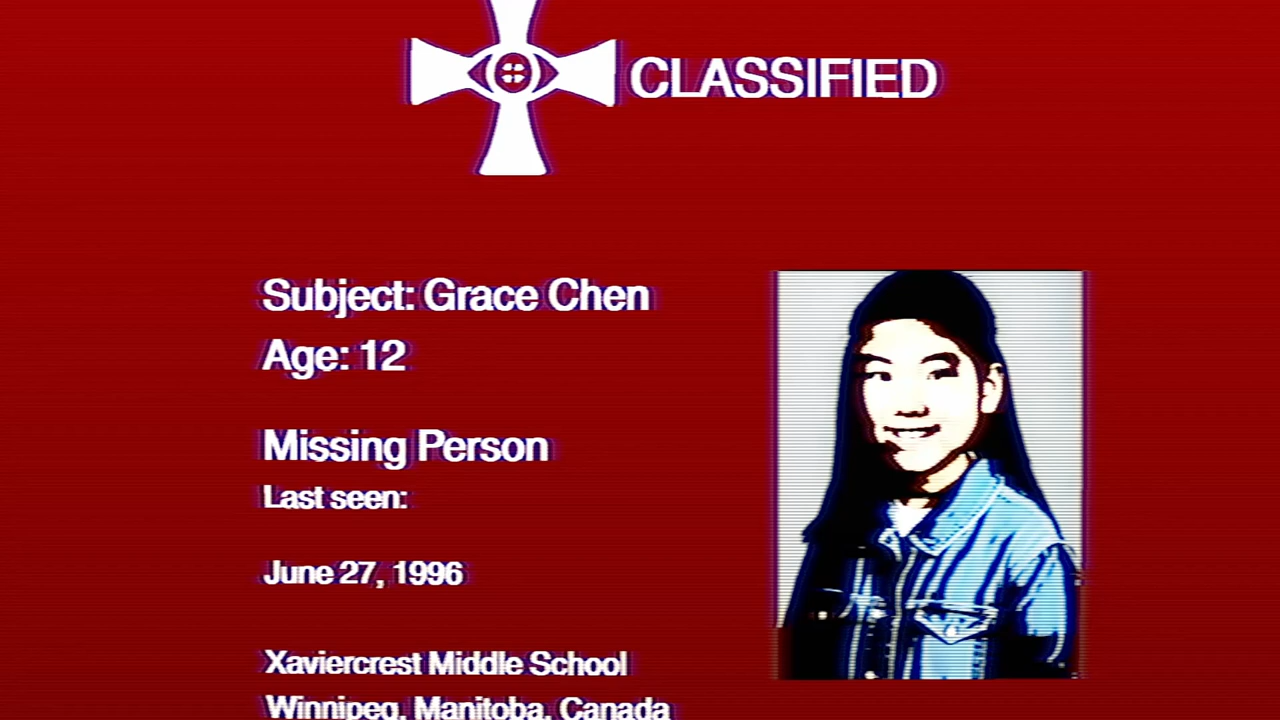 CLASSIFIED
Subject: Grace Chen
Age: 12
Missing Person
Last seen:
June 27, 1996
Xaviercrest Middle School
Winnipeg, Manitoba, Canada